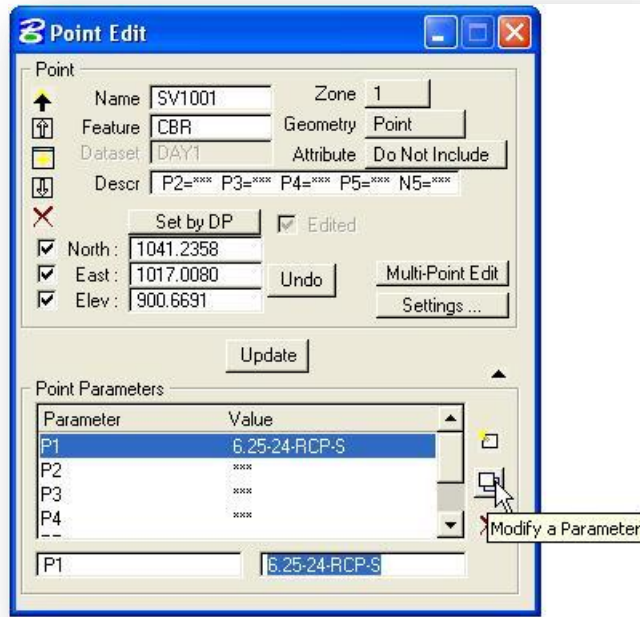 Point Edit
Point
Name SV1001 Zone 1
Feature CBR Geometry Point
Dataset DAY1 Attribute Do Not Include
Descr P2=*** P3=*** P4=*** P5=*** N5=***
Set by DP Edited
North : 1041.2358
East : 1017.0080 Undo Multi-Point Edit
Elev : 900.6691 Settings ...
Update
Point Parameters
Parameter Value
P1 6.25-24-RCP-S
P2 ***
P3 ***
P4 ***
Modify a Parameter
P1 6.25-24-RCP-S